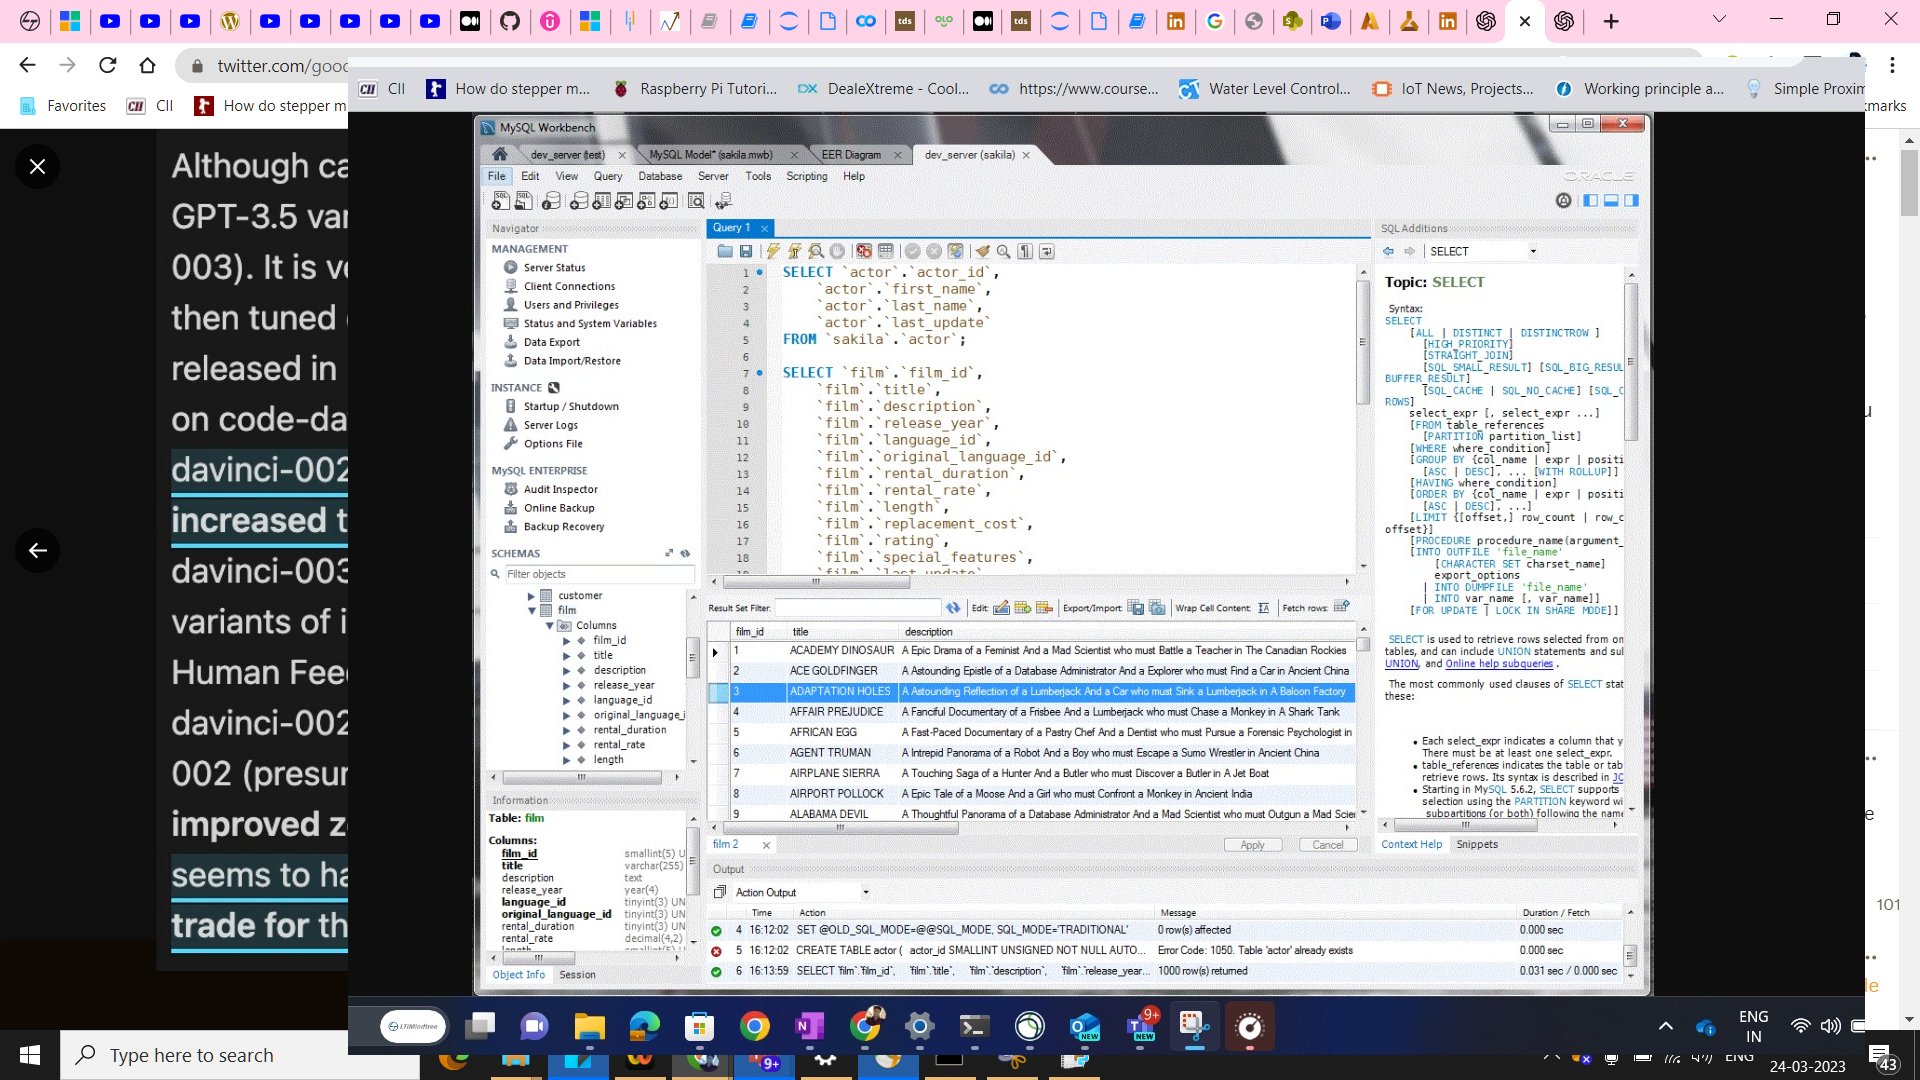 twitter.com/good
Favorites
CII
How do stepper m
CII
How do stepper m...
Raspberry Pi Tutori...
DealeXtreme - Cool...
https://www.course...
Water Level Control...
IoT News, Projects...
Working principle a...
Simple Proxim
kmarks
Although ca
GPT-3.5 var
003). It is ve
then tuned
released in
on code-da
davinci-002
increased t
davinci-003
variants of i
Human Fee
davinci-002
002 (presur
improved ze
seems to ha
trade for th
MySQL Workbench
dev_server (test)
MySQL Model* (sakila.mwb)
EER Diagram
dev_server (sakila)
File Edit View Query Database Server Tools Scripting Help
ORACLE
Navigator
MANAGEMENT
Server Status
Client Connections
Users and Privileges
Status and System Variables
Data Export
Data Import/Restore
INSTANCE
Startup / Shutdown
Server Logs
Options File
MySQL ENTERPRISE
Audit Inspector
Online Backup
Backup Recovery
SCHEMAS
Filter objects
customer
film
Columns
film_id
title
description
release_year
language_id
original_language_i
rental_duration
rental_rate
length
Information
Table: film
Columns:
film_id smallint(5) U
title varchar(255)
description text
release_year year(4)
language_id tinyint(3) UN
original_language_id tinyint(3) UN
rental_duration tinyint(3) UN
rental_rate decimal(4,2)
Object Info Session
Query 1
1 SELECT `actor`.`actor_id`,
2 `actor`.`first_name`,
3 `actor`.`last_name`,
4 `actor`.`last_update`
5 FROM `sakila`.`actor`;
6
7 SELECT `film`.`film_id`,
8 `film`.`title`,
9 `film`.`description`,
10 `film`.`release_year`,
11 `film`.`language_id`,
12 `film`.`original_language_id`,
13 `film`.`rental_duration`,
14 `film`.`rental_rate`,
15 `film`.`length`,
16 `film`.`replacement_cost`,
17 `film`.`rating`,
18 `film`.`special_features`,
Result Set Filter:
Edit:
Export/Import:
Wrap Cell Content:
Fetch rows:
film_id title description
1 ACADEMY DINOSAUR A Epic Drama of a Feminist And a Mad Scientist who must Battle a Teacher in The Canadian Rockies
2 ACE GOLDFINGER A Astounding Epistle of a Database Administrator And a Explorer who must Find a Car in Ancient China
3 ADAPTATION HOLES A Astounding Reflection of a Lumberjack And a Car who must Sink a Lumberjack in A Baloon Factory
4 AFFAIR PREJUDICE A Fanciful Documentary of a Frisbee And a Lumberjack who must Chase a Monkey in A Shark Tank
5 AFRICAN EGG A Fast-Paced Documentary of a Pastry Chef And a Dentist who must Pursue a Forensic Psychologist in
6 AGENT TRUMAN A Intrepid Panorama of a Robot And a Boy who must Escape a Sumo Wrestler in Ancient China
7 AIRPLANE SIERRA A Touching Saga of a Hunter And a Butler who must Discover a Butler in A Jet Boat
8 AIRPORT POLLOCK A Epic Tale of a Moose And a Girl who must Confront a Monkey in Ancient India
9 ALABAMA DEVIL A Thoughtful Panorama of a Database Administrator And a Mad Scientist who must Outgun a Mad Scie
film 2
Apply
Cancel
Output
Action Output
Time Action Message Duration / Fetch
4 16:12:02 SET @OLD_SQL_MODE=@@SQL_MODE, SQL_MODE='TRADITIONAL' 0 row(s) affected 0.000 sec
5 16:12:02 CREATE TABLE actor ( actor_id SMALLINT UNSIGNED NOT NULL AUTO... Error Code: 1050. Table 'actor' already exists 0.000 sec
6 16:13:59 SELECT `film`.`film_id`, `film`.`title`, `film`.`description`, `film`.`release_year... 1000 row(s) returned 0.031 sec / 0.000 sec
SQL Additions
SELECT
Topic: SELECT
Syntax:
SELECT
[ALL | DISTINCT | DISTINCTROW ]
[HIGH_PRIORITY]
[STRAIGHT_JOIN]
[SQL_SMALL_RESULT] [SQL_BIG_RESUL
BUFFER_RESULT]
[SQL_CACHE | SQL_NO_CACHE] [SQL_C
ROWS]
select_expr [, select_expr ...]
[FROM table_references
[PARTITION partition_list]
[WHERE where_condition]
[GROUP BY {col_name | expr | positi
[ASC | DESC], ... [WITH ROLLUP]]
[HAVING where_condition]
[ORDER BY {col_name | expr | positi
[ASC | DESC], ...]
[LIMIT {[offset,] row_count | row_c
offset}]
[PROCEDURE procedure_name(argument_
[INTO OUTFILE 'file_name'
[CHARACTER SET charset_name]
export_options
| INTO DUMPFILE 'file_name'
| INTO var_name [, var_name]]
[FOR UPDATE | LOCK IN SHARE MODE]]
SELECT is used to retrieve rows selected from on
tables, and can include UNION statements and sul
UNION, and Online help subqueries .
The most commonly used clauses of SELECT stat
these:
Each select_expr indicates a column that y
There must be at least one select_expr.
table_references indicates the table or tab
retrieve rows. Its syntax is described in JC
Starting in MySQL 5.6.2, SELECT supports
selection using the PARTITION keyword wi
subpartitions (or both) following the name
Context Help Snippets
101
LTIMindtree
9+
NEW
NEW
ENG
IN
Type here to search
9+
ENG
24-03-2023
43